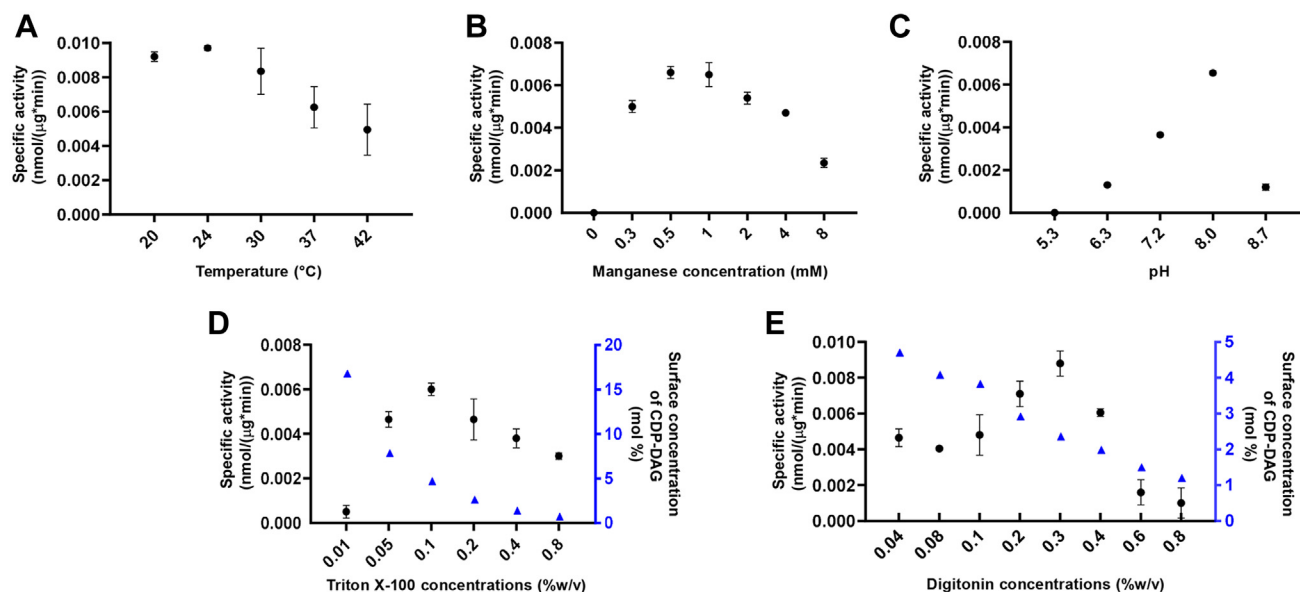 A
Specific activity
(nmol/(μg*min))
0.010
0.008
0.006
0.004
0.002
0.000
20
24
30
37
42
Temperature (°C)
B
Specific activity
(nmol/(μg*min))
0.008
0.006
0.004
0.002
0.000
0
0.3
0.5
1
2
4
8
Manganese concentration (mM)
C
Specific activity
(nmol/(μg*min))
0.008
0.006
0.004
0.002
0.000
5.3
6.3
7.2
8.0
8.7
pH
D
Specific activity
(nmol/(μg*min))
0.008
0.006
0.004
0.002
0.000
20
15
10
5
0
Surface concentration
of CDP-DAG
(mol %)
0.01
0.05
0.1
0.2
0.4
0.8
Triton X-100 concentrations (%w/v)
E
Specific activity
(nmol/(μg*min))
0.010
0.008
0.006
0.004
0.002
0.000
5
4
3
2
1
0
Surface concentration
of CDP-DAG
(mol %)
0.04
0.08
0.1
0.2
0.3
0.4
0.6
0.8
Digitonin concentrations (%w/v)